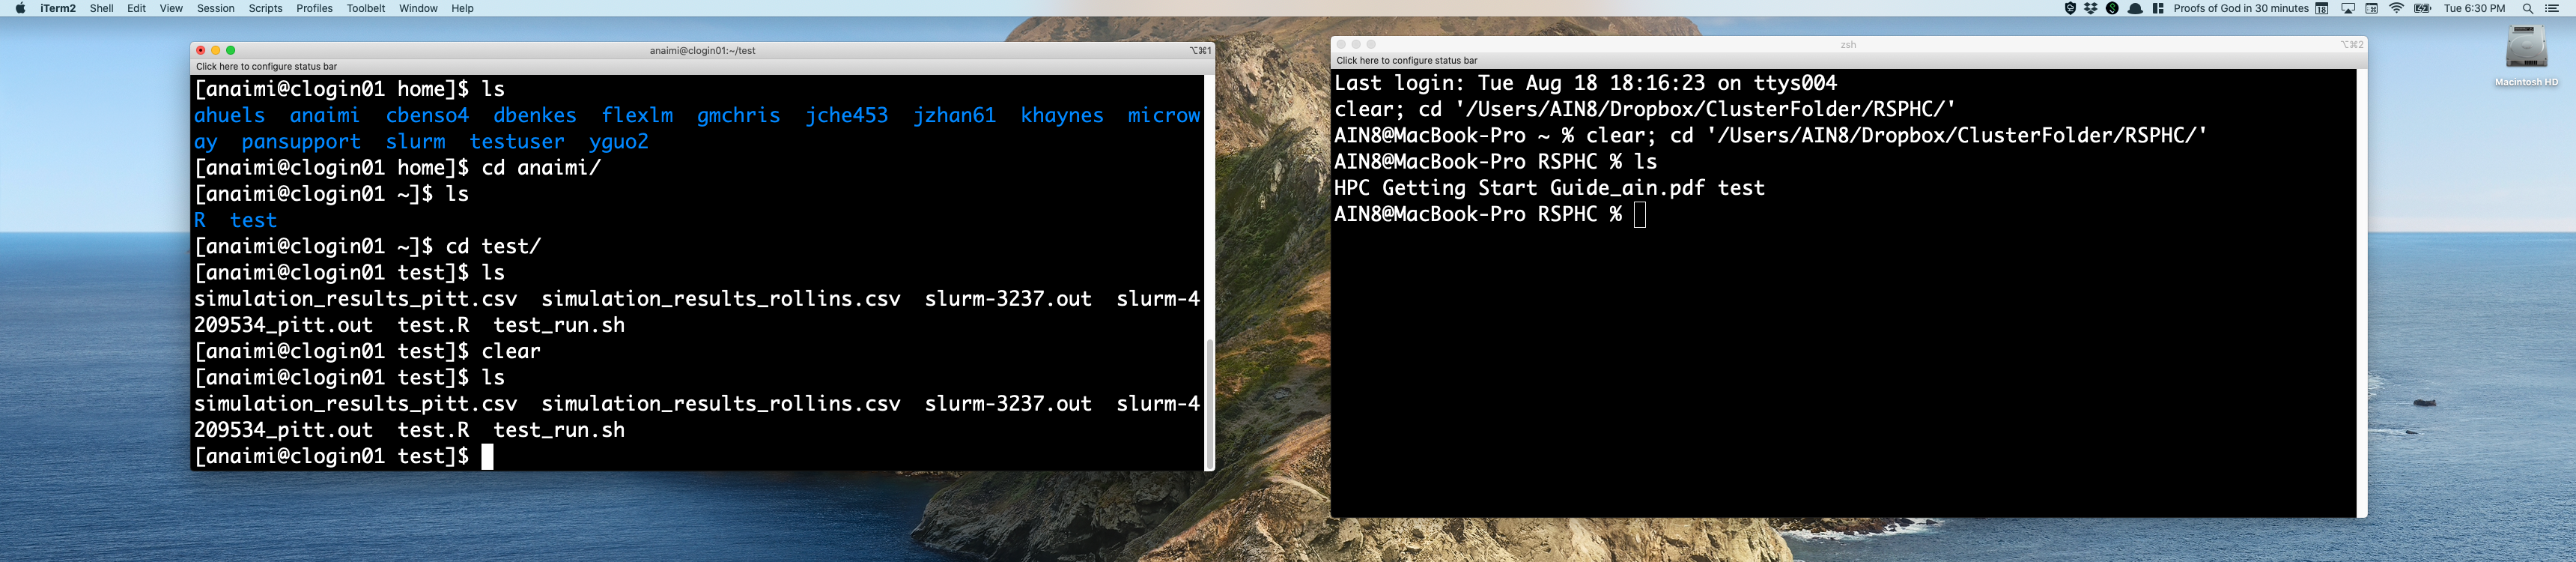 iTerm2 Shell Edit View Session Scripts Profiles Toolbelt Window Help
Proofs of God in 30 minutes 18 Tue 6:30 PM
Macintosh HD
anaimi@clogin01:~/test ⌥⌘1
Click here to configure status bar
[anaimi@clogin01 home]$ ls
ahuels anaimi cbenso4 dbenkes flexlm gmchris jche453 jzhan61 khaynes microw
ay pansupport slurm testuser yguo2
[anaimi@clogin01 home]$ cd anaimi/
[anaimi@clogin01 ~]$ ls
R test
[anaimi@clogin01 ~]$ cd test/
[anaimi@clogin01 test]$ ls
simulation_results_pitt.csv simulation_results_rollins.csv slurm-3237.out slurm-4
209534_pitt.out test.R test_run.sh
[anaimi@clogin01 test]$ clear
[anaimi@clogin01 test]$ ls
simulation_results_pitt.csv simulation_results_rollins.csv slurm-3237.out slurm-4
209534_pitt.out test.R test_run.sh
[anaimi@clogin01 test]$
zsh ⌥⌘2
Click here to configure status bar
Last login: Tue Aug 18 18:16:23 on ttys004
clear; cd '/Users/AIN8/Dropbox/ClusterFolder/RSPHC/'
AIN8@MacBook-Pro ~ % clear; cd '/Users/AIN8/Dropbox/ClusterFolder/RSPHC/'
AIN8@MacBook-Pro RSPHC % ls
HPC Getting Start Guide_ain.pdf test
AIN8@MacBook-Pro RSPHC %